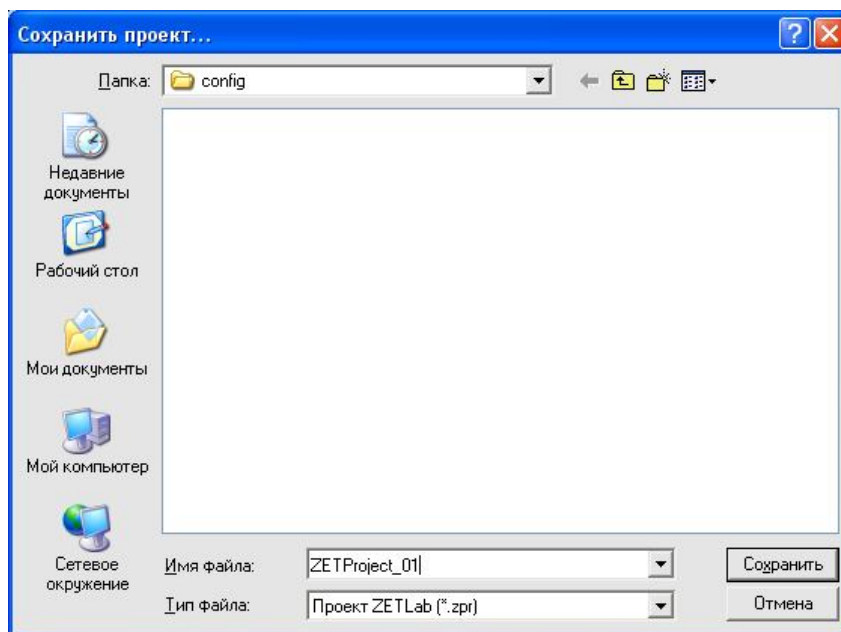 Сохранить проект...
Папка: config
Недавние
документы
Рабочий стол
Мои документы
Мой компьютер
Сетевое
окружение
Имя файла: ZETProject_01 Сохранить
Тип файла: Проект ZETLab (*.zpr) Отмена